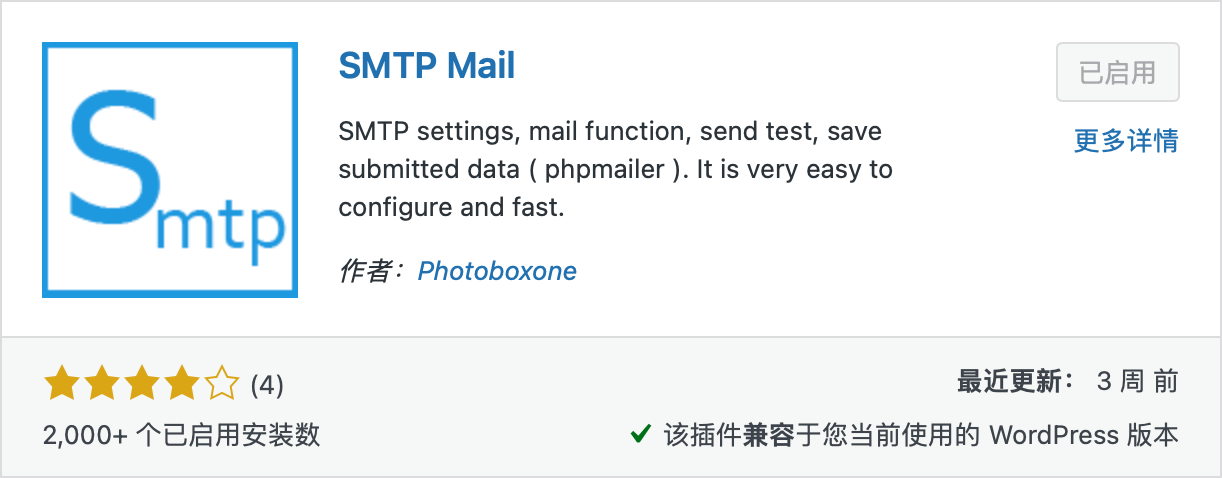 Smtp
SMTP Mail
已启用
更多详情
SMTP settings, mail function, send test, save
submitted data ( phpmailer ). It is very easy to
configure and fast.
作者：Photoboxone
(4)
最近更新： 3 周 前
2,000+ 个已启用安装数
该插件兼容于您当前使用的 WordPress 版本